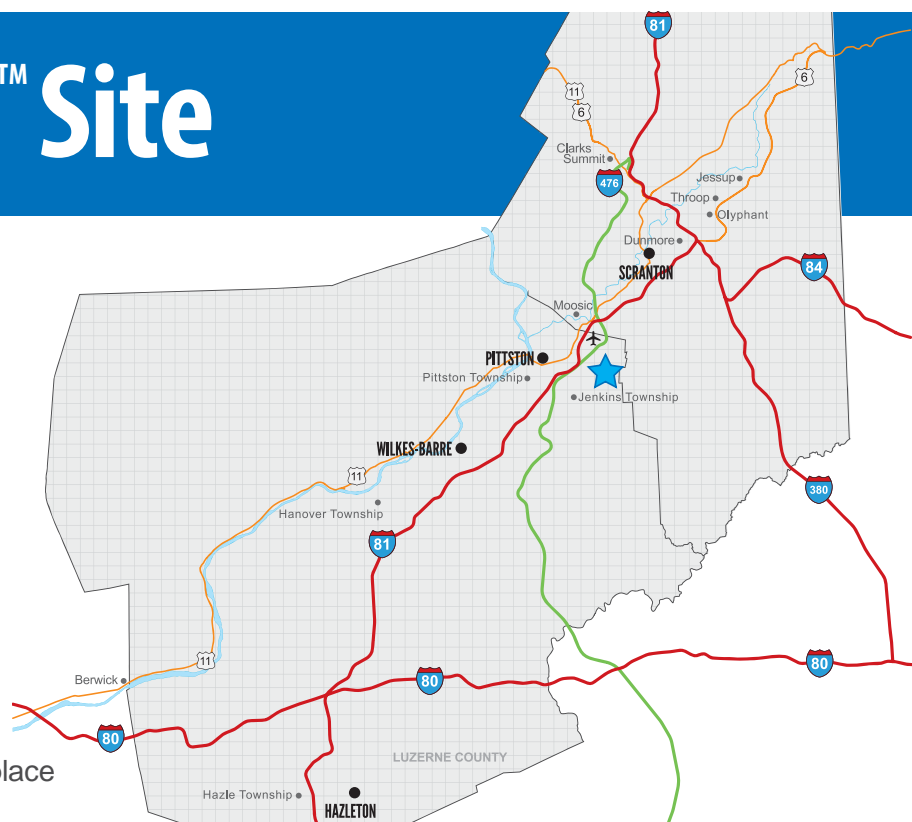 ™ Site
81
11
6
6
Clarks
Summit
476
Jessup
Throop
Olyphant
Dunmore
SCRANTON
84
Moosic
PITTSTON
Pittston Township
Jenkins Township
WILKES-BARRE
11
380
Hanover Township
81
11
80
Berwick
80
80
LUZERNE COUNTY
Hazle Township
HAZLETON